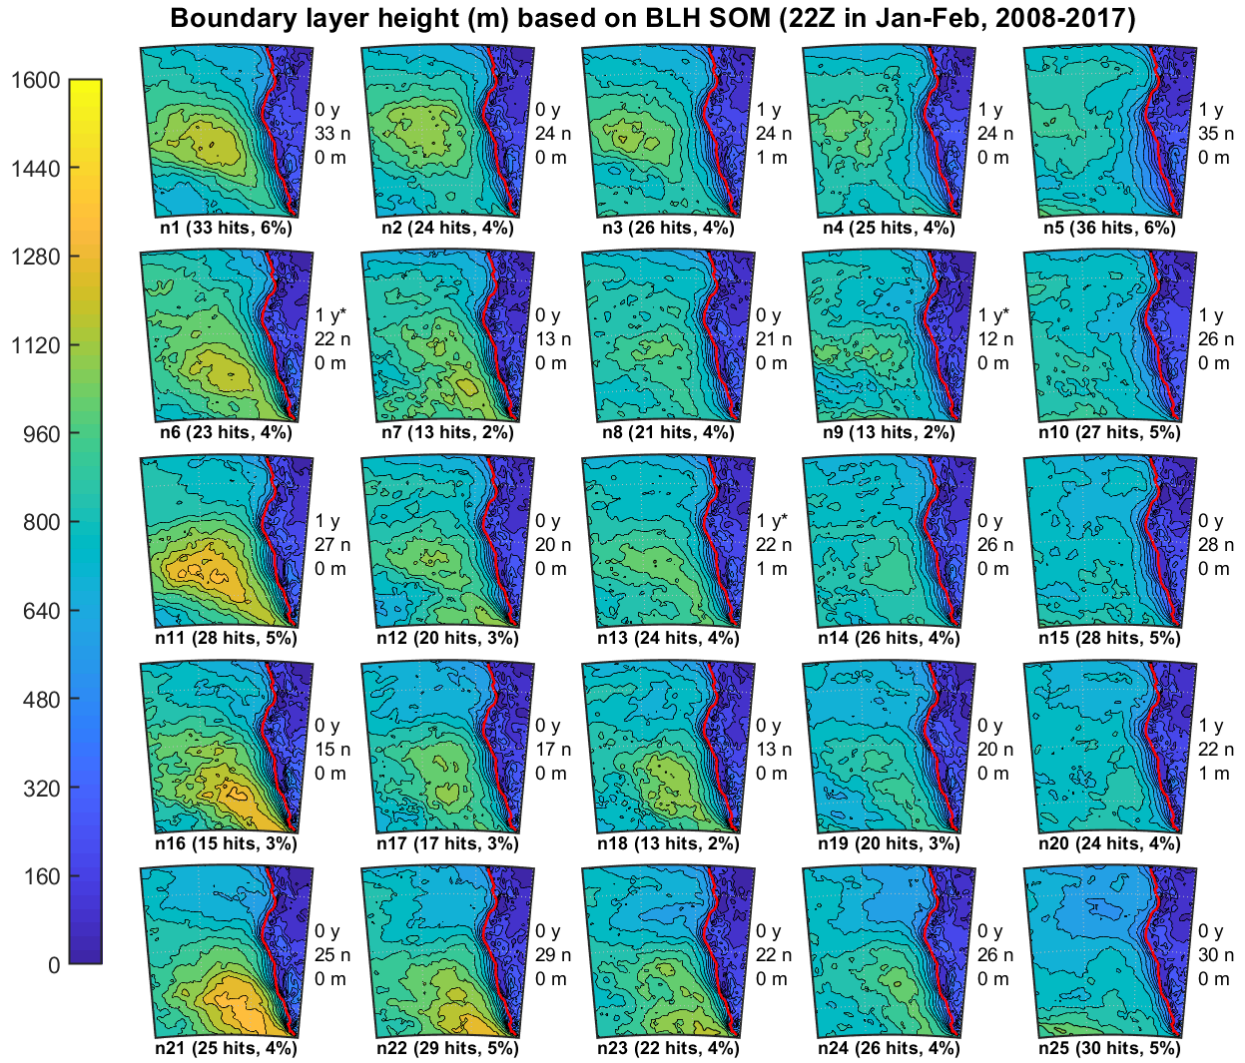 Boundary layer height (m) based on BLH SOM (22Z in Jan-Feb, 2008-2017)
1600
1440
1280
1120
960
800
640
480
320
160
0
0 y
33 n
0 m
n1 (33 hits, 6%)
0 y
24 n
0 m
n2 (24 hits, 4%)
1 y
24 n
1 m
n3 (26 hits, 4%)
1 y
24 n
0 m
n4 (25 hits, 4%)
1 y
35 n
0 m
n5 (36 hits, 6%)
1 y*
22 n
0 m
n6 (23 hits, 4%)
0 y
13 n
0 m
n7 (13 hits, 2%)
0 y
21 n
0 m
n8 (21 hits, 4%)
1 y*
12 n
0 m
n9 (13 hits, 2%)
1 y
26 n
0 m
n10 (27 hits, 5%)
1 y
27 n
0 m
n11 (28 hits, 5%)
0 y
20 n
0 m
n12 (20 hits, 3%)
1 y*
22 n
1 m
n13 (24 hits, 4%)
0 y
26 n
0 m
n14 (26 hits, 4%)
0 y
28 n
0 m
n15 (28 hits, 5%)
0 y
15 n
0 m
n16 (15 hits, 3%)
0 y
17 n
0 m
n17 (17 hits, 3%)
0 y
13 n
0 m
n18 (13 hits, 2%)
0 y
20 n
0 m
n19 (20 hits, 3%)
1 y
22 n
1 m
n20 (24 hits, 4%)
0 y
25 n
0 m
n21 (25 hits, 4%)
0 y
29 n
0 m
n22 (29 hits, 5%)
0 y
22 n
0 m
n23 (22 hits, 4%)
0 y
26 n
0 m
n24 (26 hits, 4%)
0 y
30 n
0 m
n25 (30 hits, 5%)